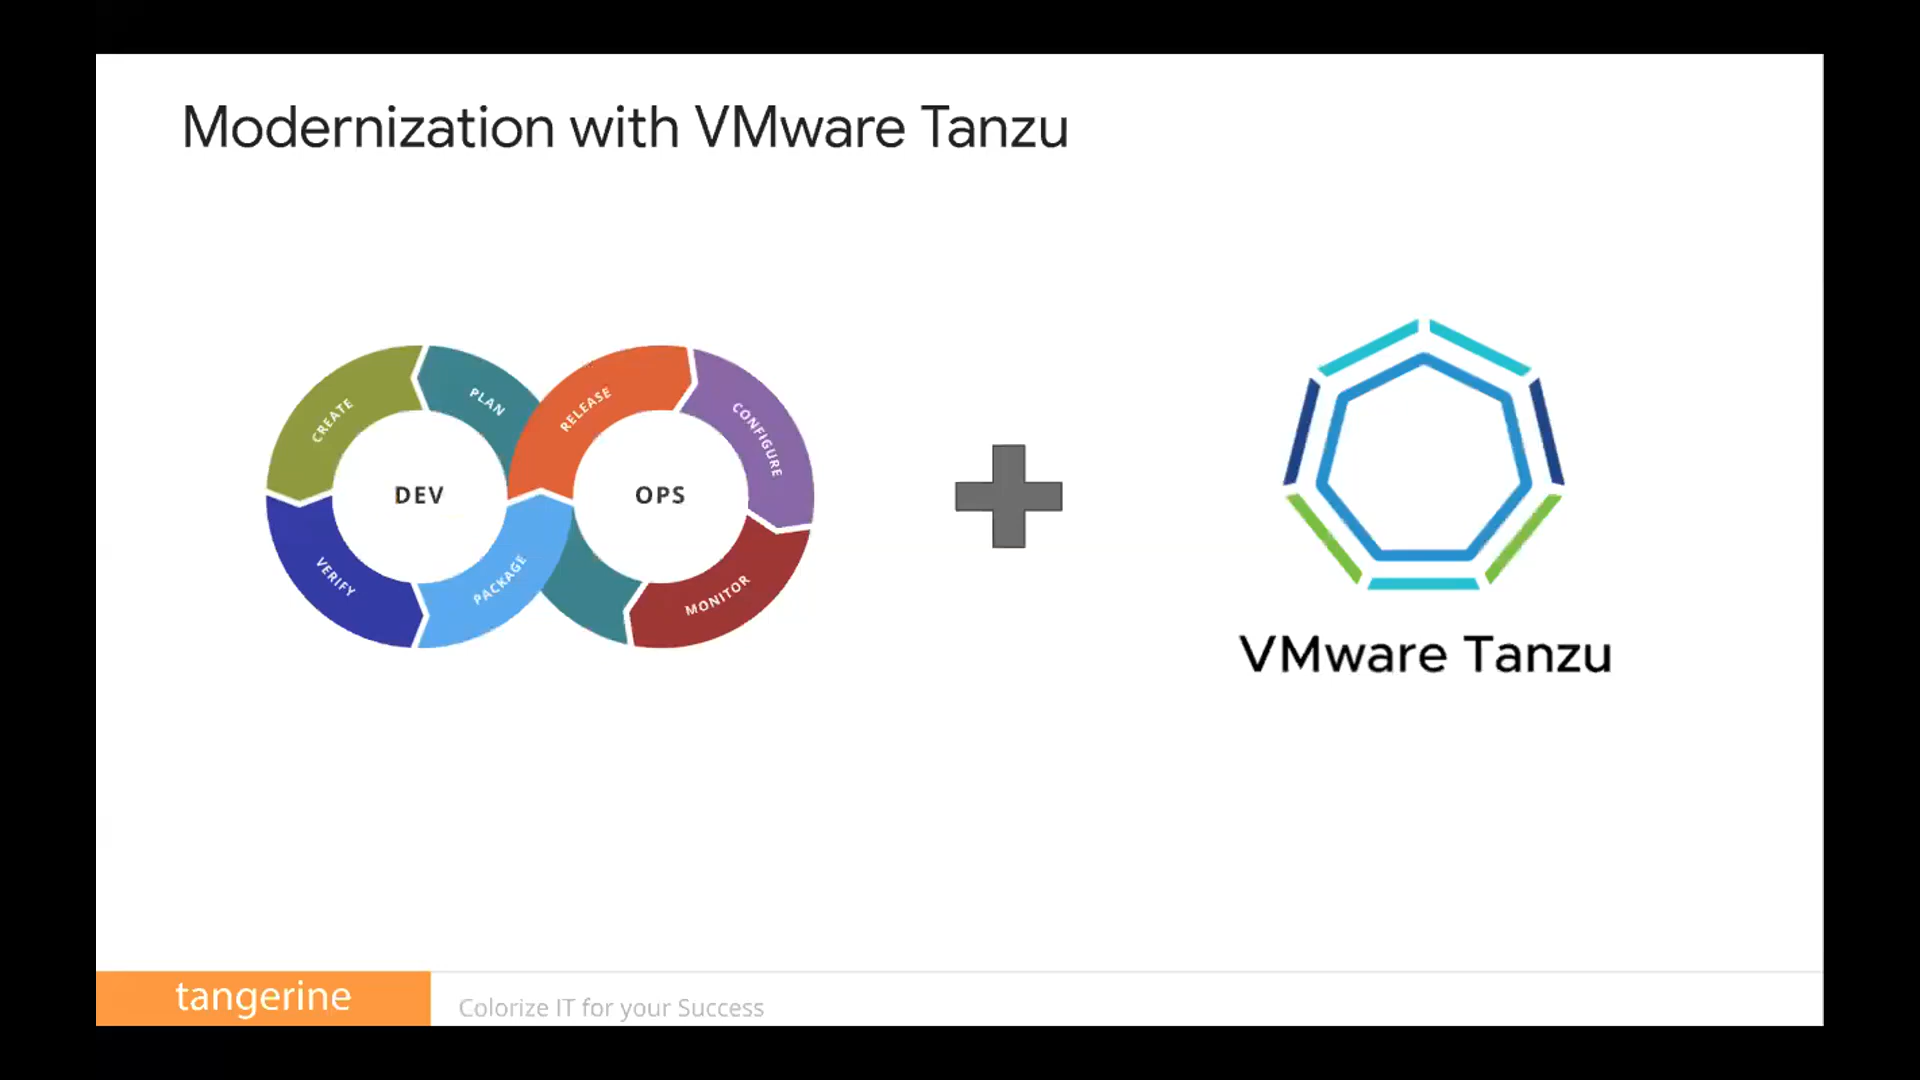 Modernization with VMware Tanzu
CREATE
PLAN
RELEASE
CONFIGURE
DEV
OPS
VERIFY
PACKAGE
MONITOR
VMware Tanzu
tangerine
Colorize IT for your Success